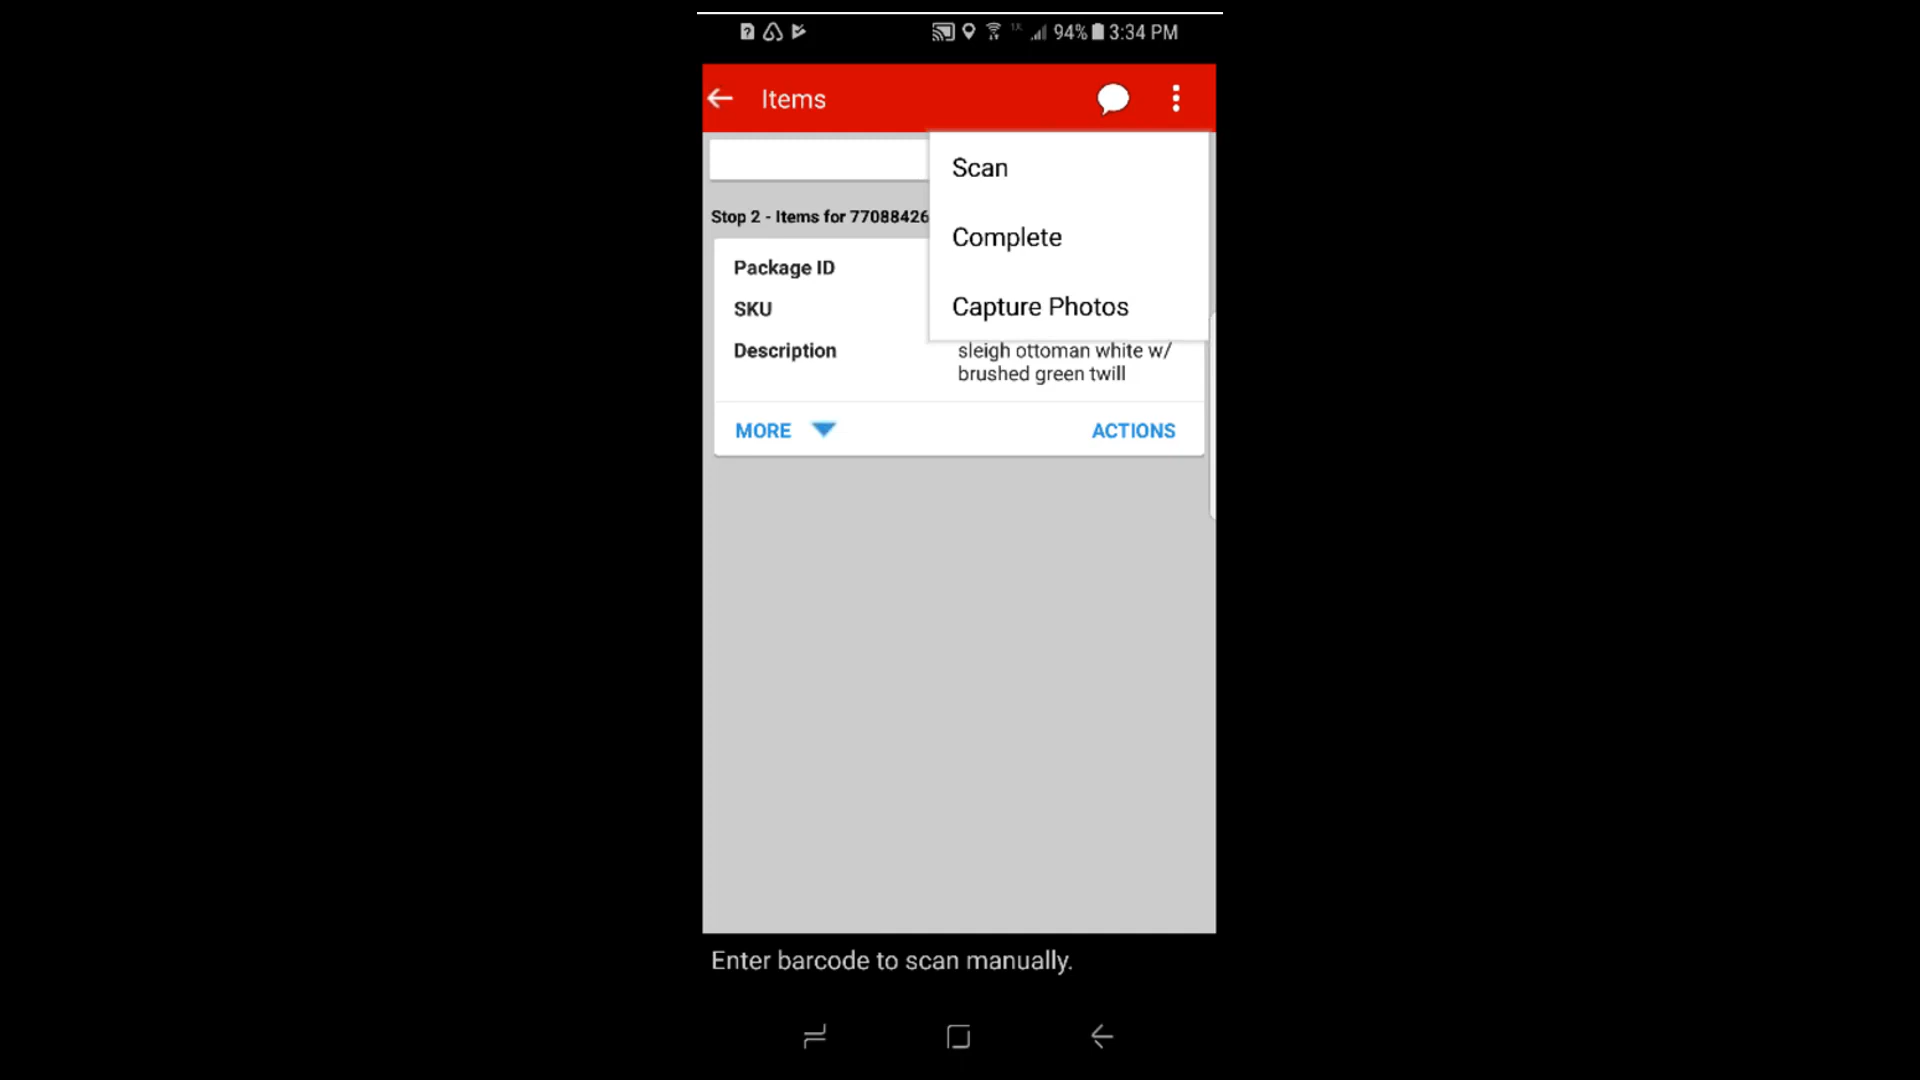 94% 3:34 PM
Items
Scan
Stop 2 - Items for 77088426
Complete
Package ID
SKU
Capture Photos
Description
sleigh ottoman white w/
brushed green twill
MORE
ACTIONS
Enter barcode to scan manually.